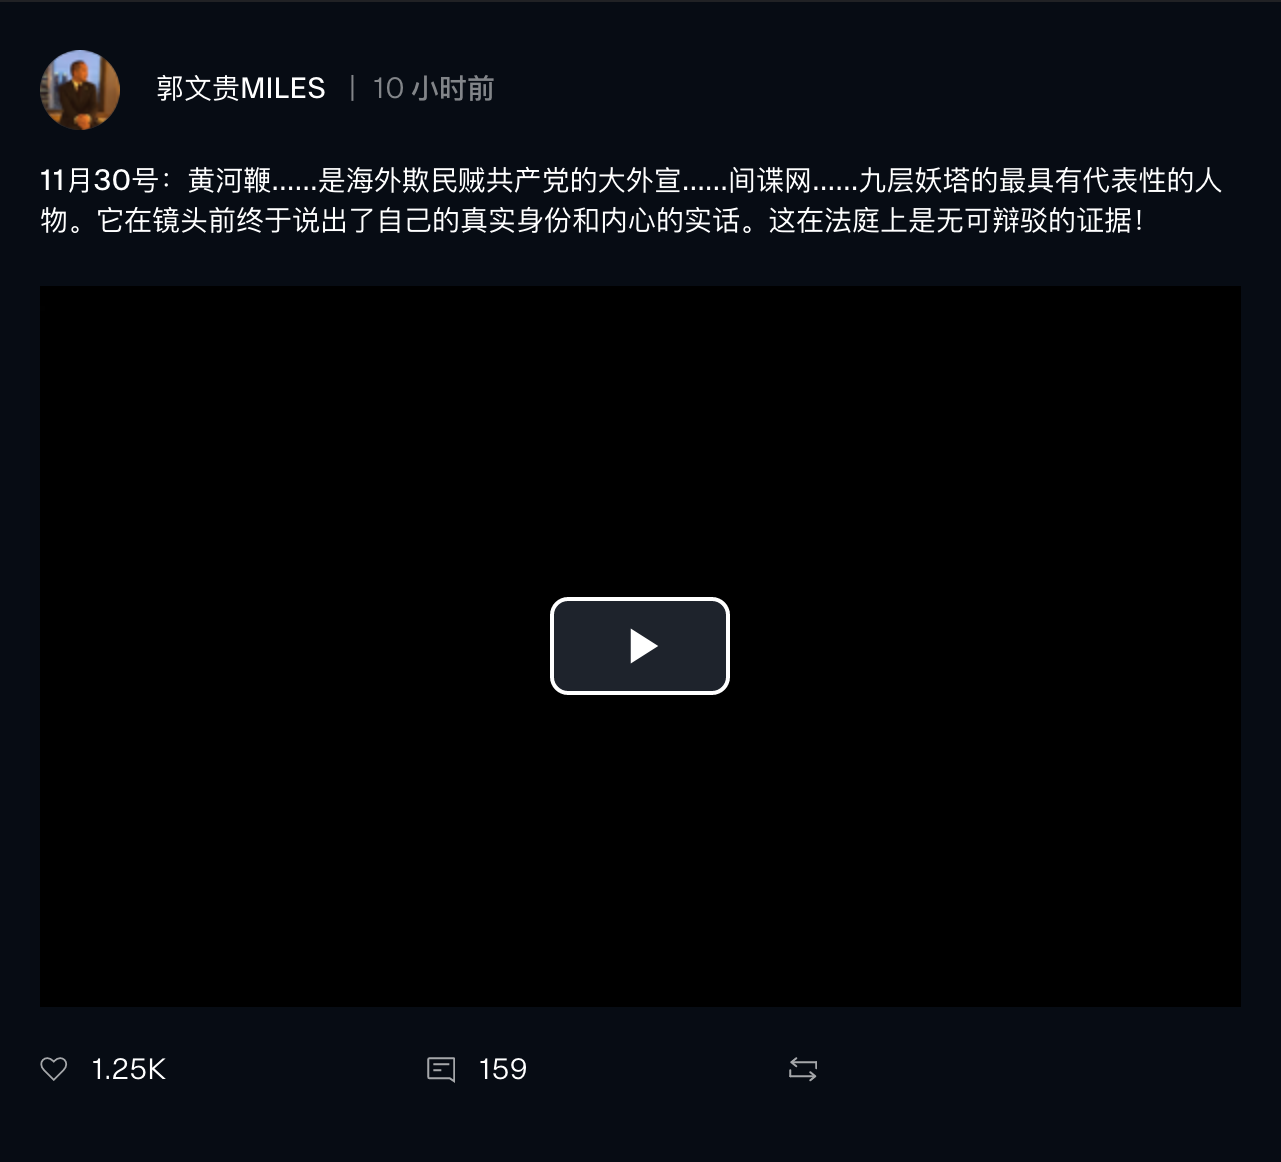 郭文贵MILES | 10 小时前
11月30号：黄河鞭......是海外欺民贼共产党的大外宣......间谍网......九层妖塔的最具有代表性的人
物。它在镜头前终于说出了自己的真实身份和内心的实话。这在法庭上是无可辩驳的证据！
1.25K 159